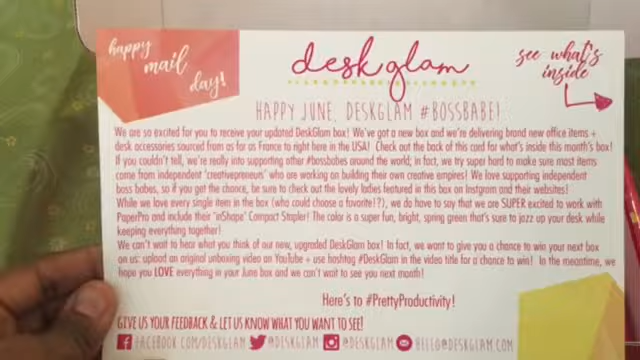 happy
mail
day!
deskglam
see what's
inside
HAPPY JUNE, DESKGLAM #BOSSBABE!
We are so excited for you to receive your updated DeskGlam box! We've got a new box and we're delivering brand new office items +
desk accessories sourced from as far as France to right here in the USA! Check out the back of this card for what's inside this month's box!
If you couldn't tell, we're really into supporting other #bossbabes around the world; in fact, we try super hard to make sure most items
come from independent 'creativepreneurs' who are working on building their own creative empires! We love supporting independent
boss babes, so if you get the chance, be sure to check out the lovely ladies featured in this box on Instgram and their websites!
While we love every single item in the box (who could choose a favorite!?), we do have to say that we are SUPER excited to work with
PaperPro and include their "inShape" Compact Stapler! The color is a super fun, bright, spring green that's sure to jazz up your desk while
keeping everything together!
We can't wait to hear what you think of our new, upgraded DeskGlam box! In fact, we want to give you a chance to win your next box
on us: upload an original unboxing video on YouTube + use hashtag #DeskGlam in the video title for a chance to win! In the meantime, we
hope you LOVE everything in your June box and we can't wait to see you next month!
Here's to #PrettyProductivity!
GIVE US YOUR FEEDBACK & LET US KNOW WHAT YOU WANT TO SEE!
FACEBOOK.COM/DESKGLAM @DESKGLAM @DESKGLAM HELLO@DESKGLAM.COM